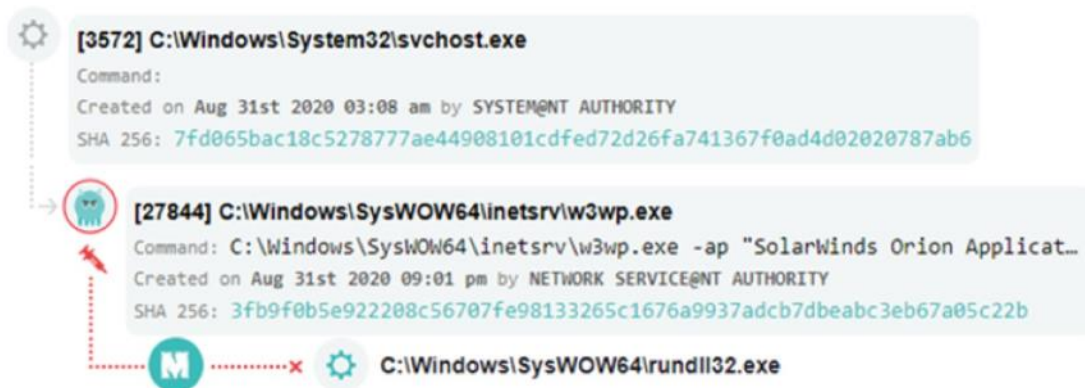 [3572] C:\Windows\System32\svchost.exe
Command:
Created on Aug 31st 2020 03:08 am by SYSTEM@NT AUTHORITY
SHA 256: 7fd065bac18c5278777ae44908101cdfed72d26fa741367f0ad4d02020787ab6
[27844] C:\Windows\SysWOW64\inetsrv\w3wp.exe
Command: C:\Windows\SysWOW64\inetsrv\w3wp.exe -ap "SolarWinds Orion Applicat…
Created on Aug 31st 2020 09:01 pm by NETWORK SERVICE@NT AUTHORITY
SHA 256: 3fb9f0b5e922208c56707fe98133265c1676a9937adcb7dbeabc3eb67a05c22b
C:\Windows\SysWOW64\rundll32.exe